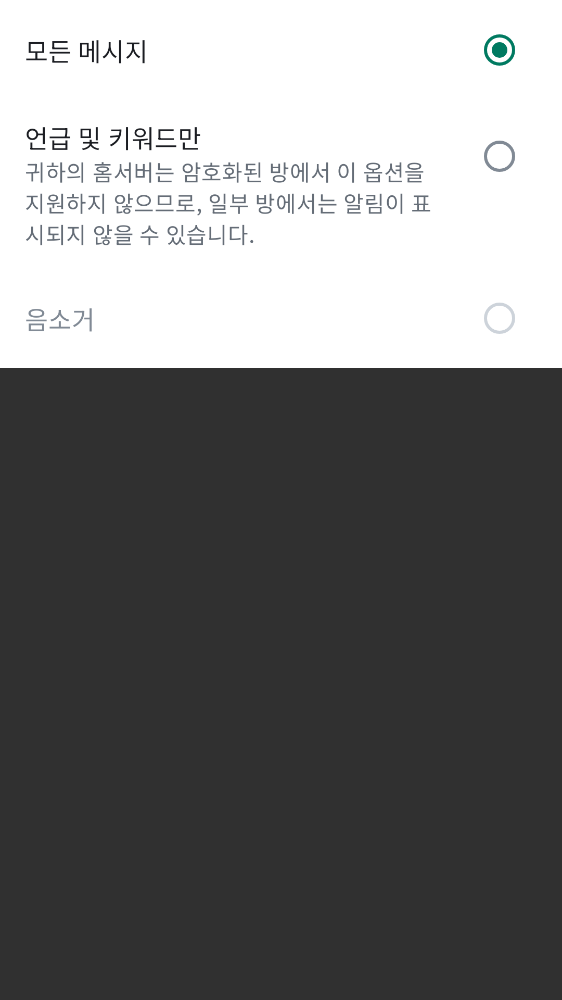 모든 메시지
언급 및 키워드만
귀하의 홈서버는 암호화된 방에서 이 옵션을
지원하지 않으므로, 일부 방에서는 알림이 표
시되지 않을 수 있습니다.
음소거